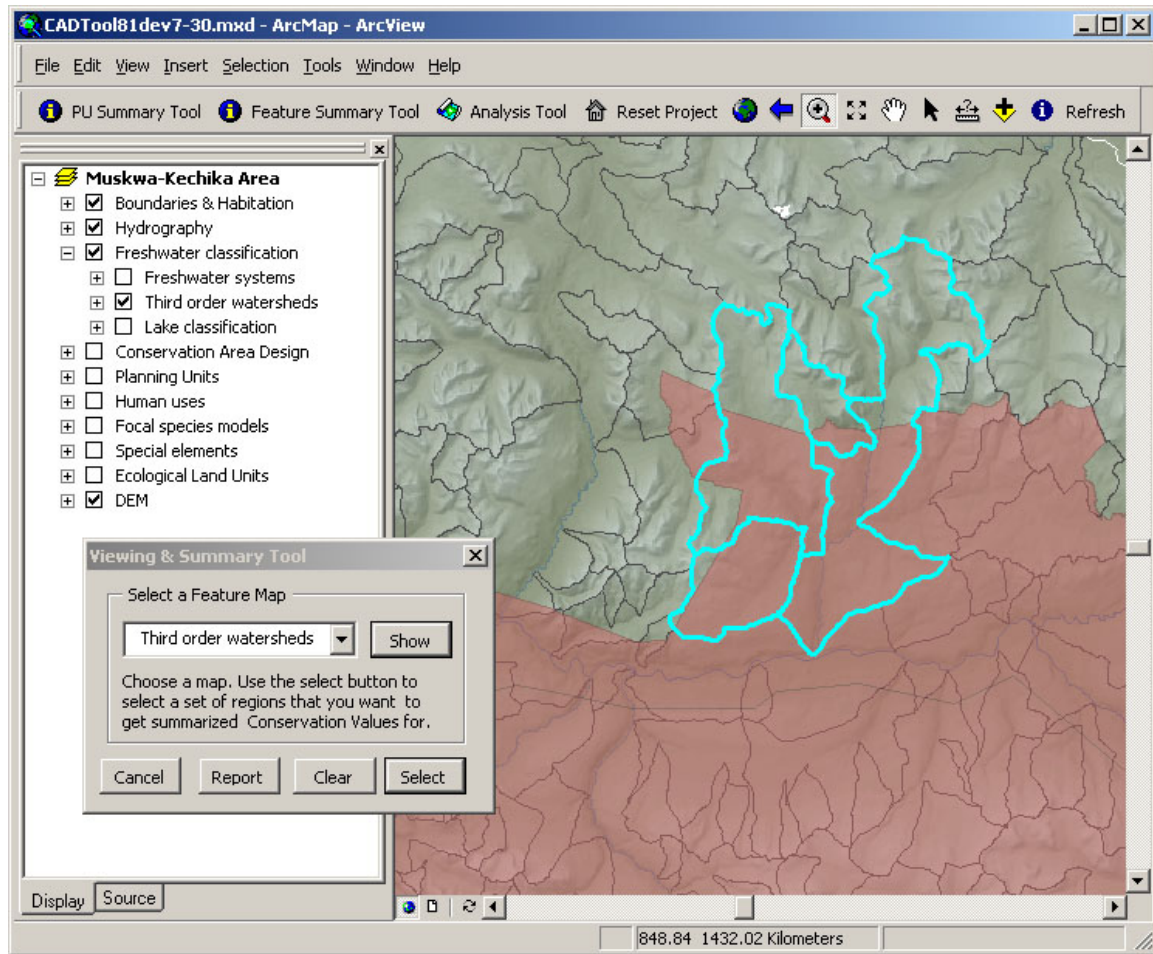 CADTool81dev7-30.mxd - ArcMap - ArcView
File Edit View Insert Selection Tools Window Help
PU Summary Tool Feature Summary Tool Analysis Tool Reset Project Refresh
Muskwa-Kechika Area
Boundaries & Habitation
Hydrography
Freshwater classification
Freshwater systems
Third order watersheds
Lake classification
Conservation Area Design
Planning Units
Human uses
Focal species models
Special elements
Ecological Land Units
DEM
Viewing & Summary Tool
Select a Feature Map
Third order watersheds
Show
Choose a map. Use the select button to
select a set of regions that you want to
get summarized Conservation Values for.
Cancel Report Clear Select
Display Source
848.84 1432.02 Kilometers